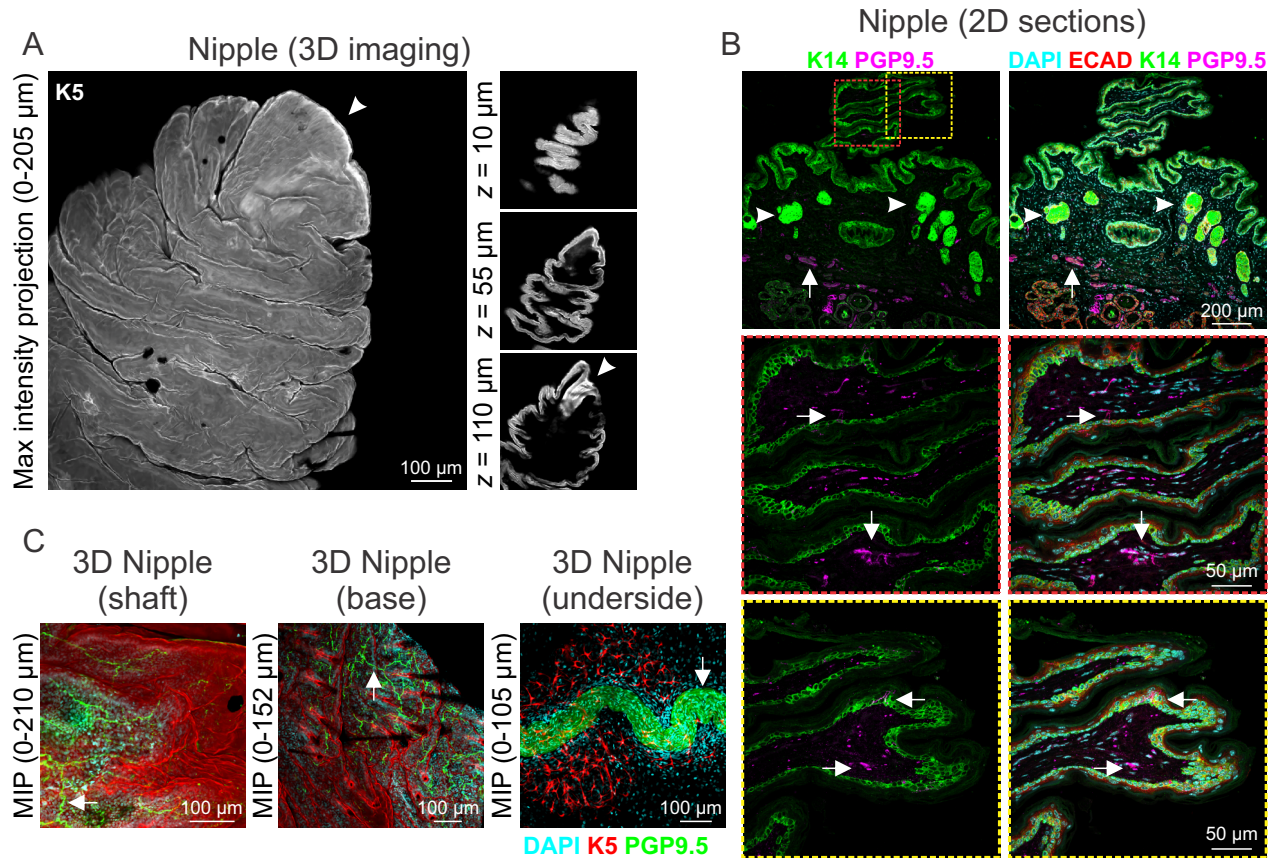 A
Nipple (3D imaging)
Max intensity projection (0-205 µm)
K5
100 µm
z = 10 µm
z = 55 µm
z = 110 µm
B
Nipple (2D sections)
K14 PGP9.5
DAPI ECAD K14 PGP9.5
200 µm
50 µm
50 µm
C
3D Nipple
(shaft)
3D Nipple
(base)
3D Nipple
(underside)
MIP (0-210 µm)
100 µm
MIP (0-152 µm)
100 µm
MIP (0-105 µm)
100 µm
DAPI K5 PGP9.5